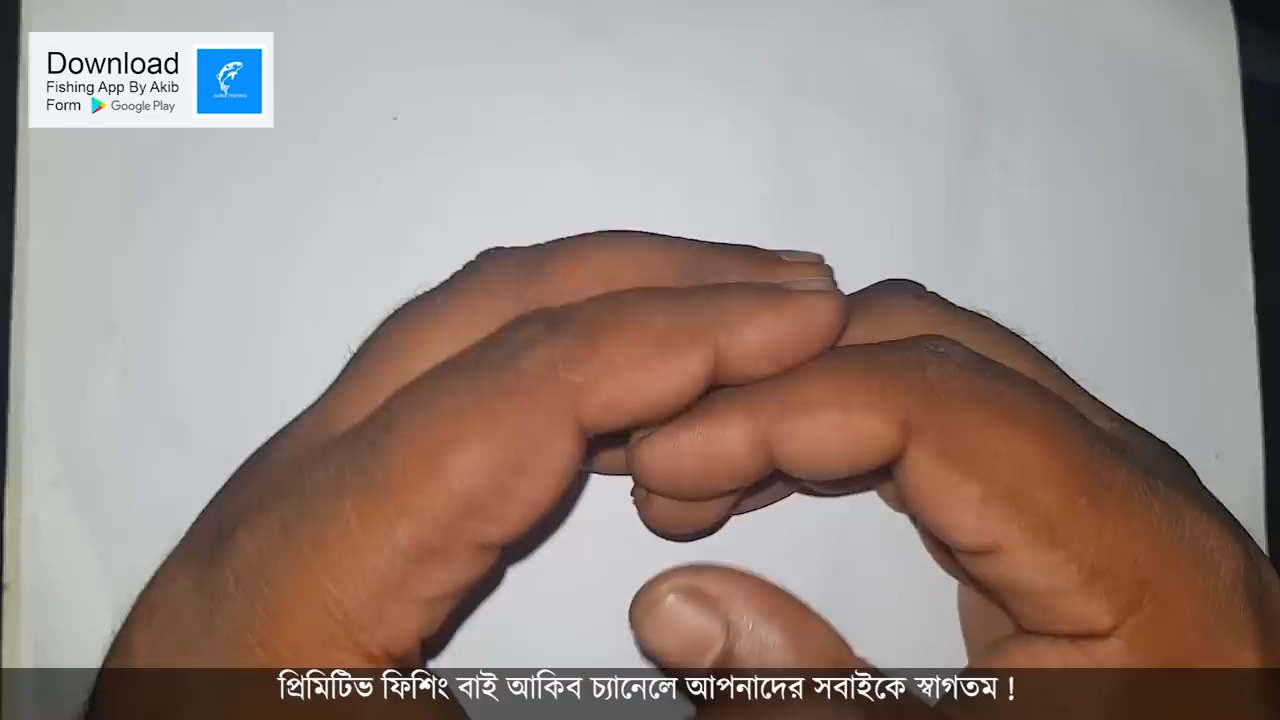 Download
Fishing App By Akib
Form Google Play
প্রিমিটিভ ফিশিং বাই আকিব চ্যানেলে আপনাদের সবাইকে স্বাগতম !